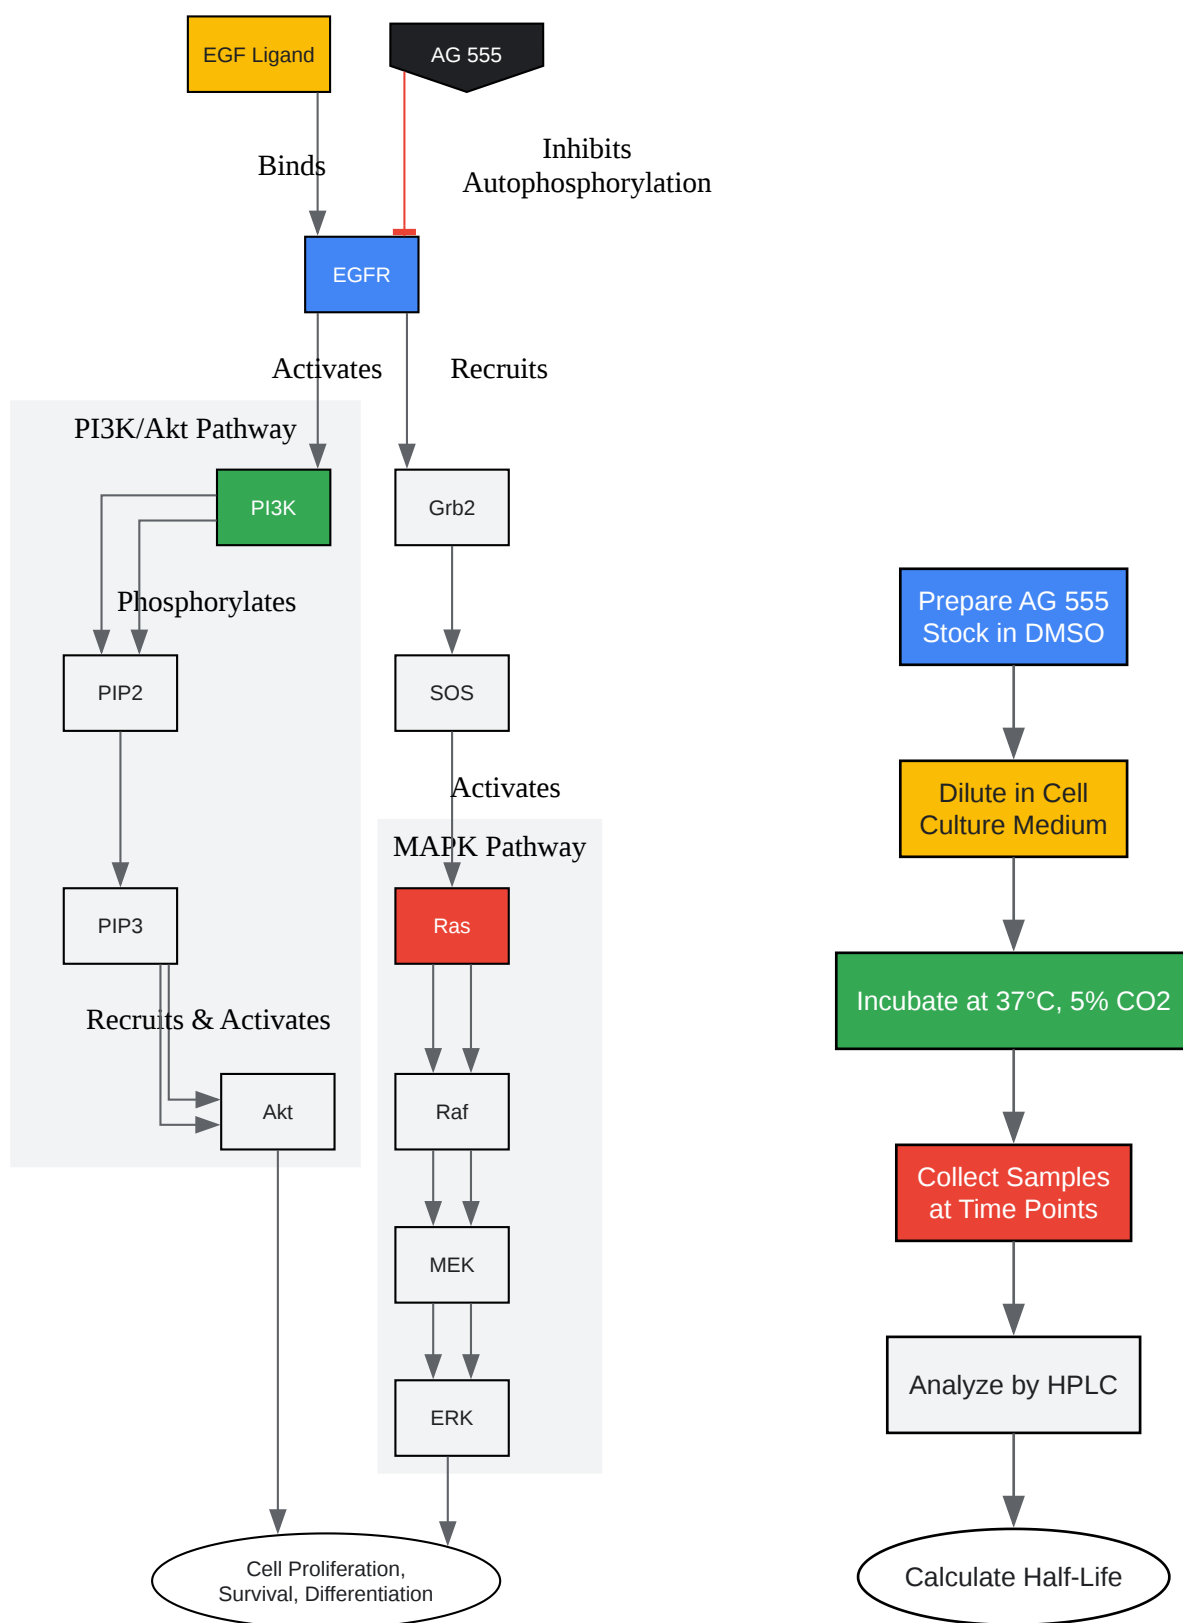 EGF Ligand
AG 555
Binds
Inhibits
Autophosphorylation
EGFR
Activates
Recruits
PI3K/Akt Pathway
PI3K
Grb2
Phosphorylates
PIP2
SOS
Activates
MAPK Pathway
PIP3
Ras
Recruits & Activates
Akt
Raf
MEK
ERK
Cell Proliferation,
Survival, Differentiation
Prepare AG 555
Stock in DMSO
Dilute in Cell
Culture Medium
Incubate at 37°C, 5% CO2
Collect Samples
at Time Points
Analyze by HPLC
Calculate Half-Life